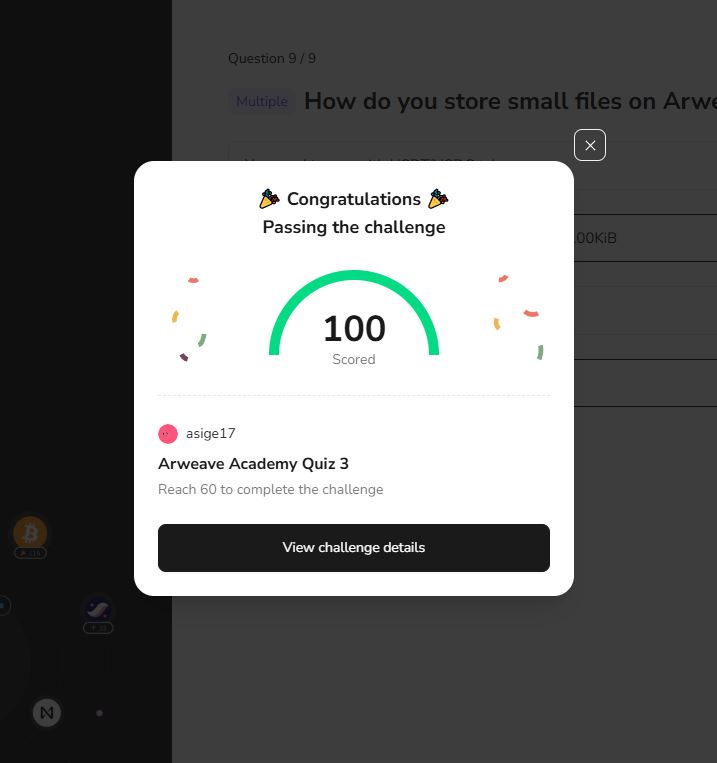 Question 9 / 9
Multiple How do you store small files on Arwe
Congratulations
Passing the challenge
.00KiB
100
Scored
asige17
Arweave Academy Quiz 3
Reach 60 to complete the challenge
View challenge details